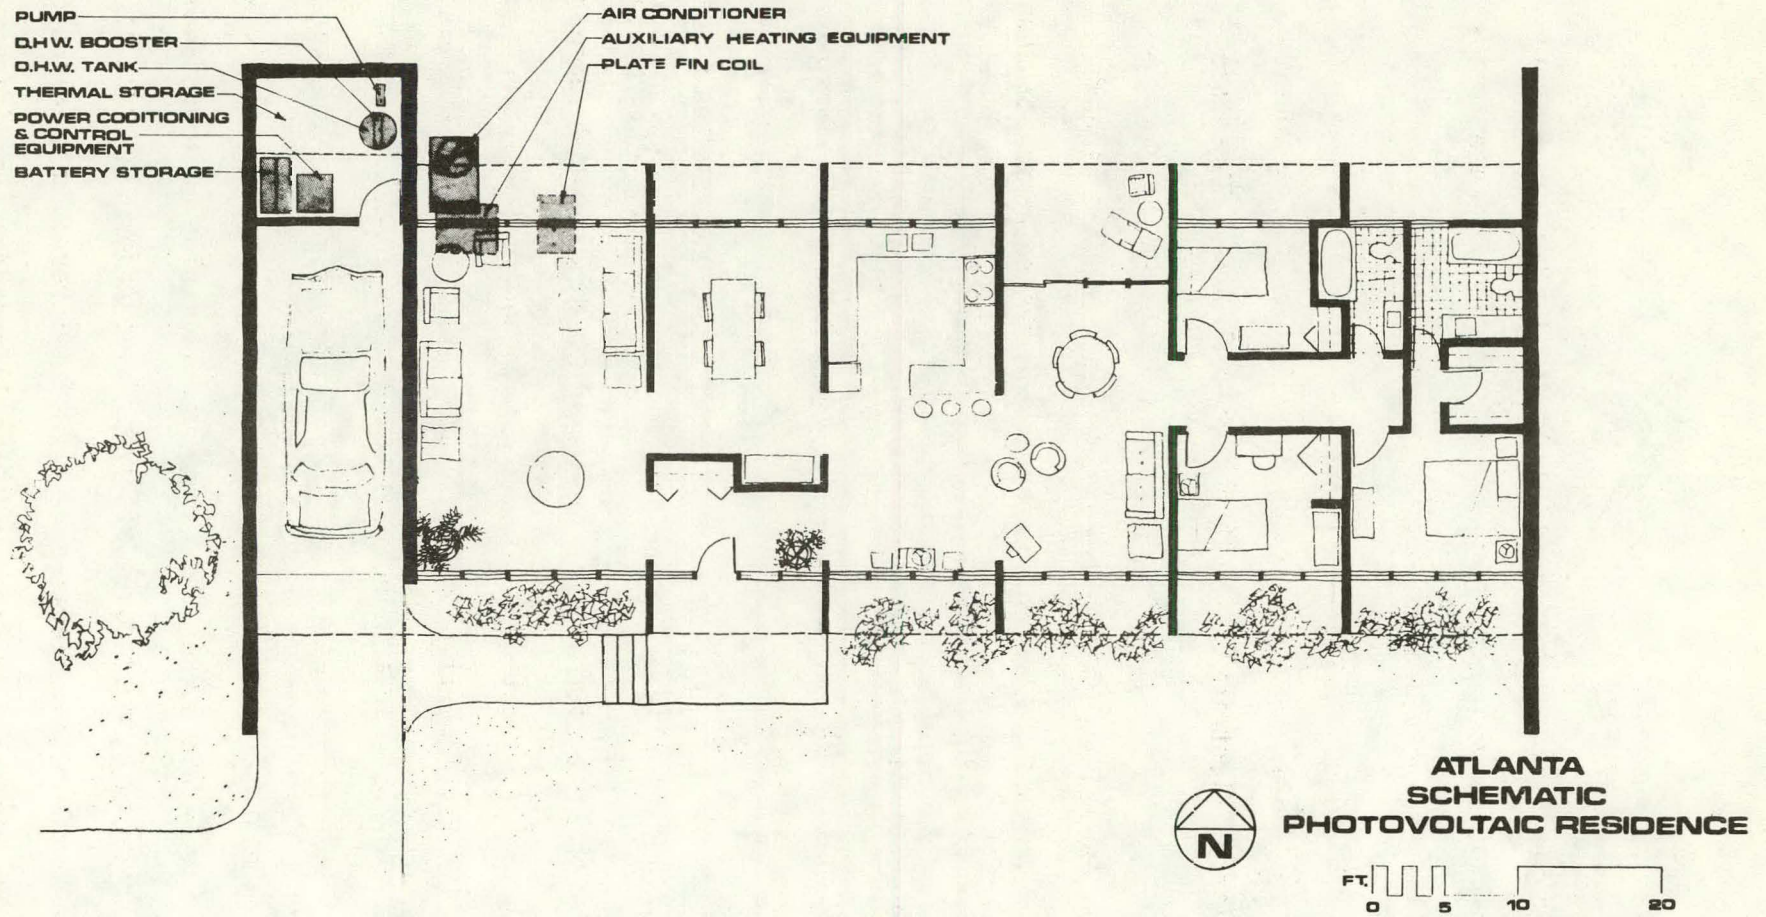 PUMP
D.H.W. BOOSTER
D.H.W. TANK
THERMAL STORAGE
POWER CODITIONING
& CONTROL
EQUIPMENT
BATTERY STORAGE
AIR CONDITIONER
AUXILIARY HEATING EQUIPMENT
PLATE FIN COIL
N
ATLANTA
SCHEMATIC
PHOTOVOLTAIC RESIDENCE
FT.
0 5 10 20